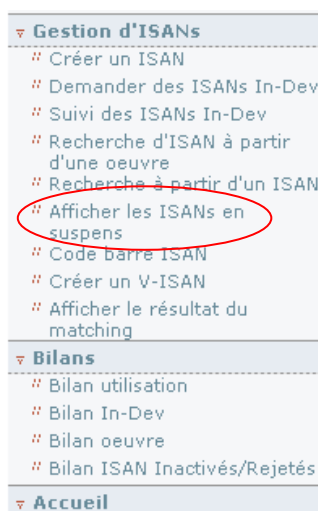 Gestion d'ISANs
Créer un ISAN
Demander des ISANs In-Dev
Suivi des ISANs In-Dev
Recherche d'ISAN à partir
d'une oeuvre
Recherche à partir d'un ISAN
Afficher les ISANs en
suspens
Code barre ISAN
Créer un V-ISAN
Afficher le résultat du
matching
Bilans
Bilan utilisation
Bilan In-Dev
Bilan oeuvre
Bilan ISAN Inactivés/Rejetés
Accueil